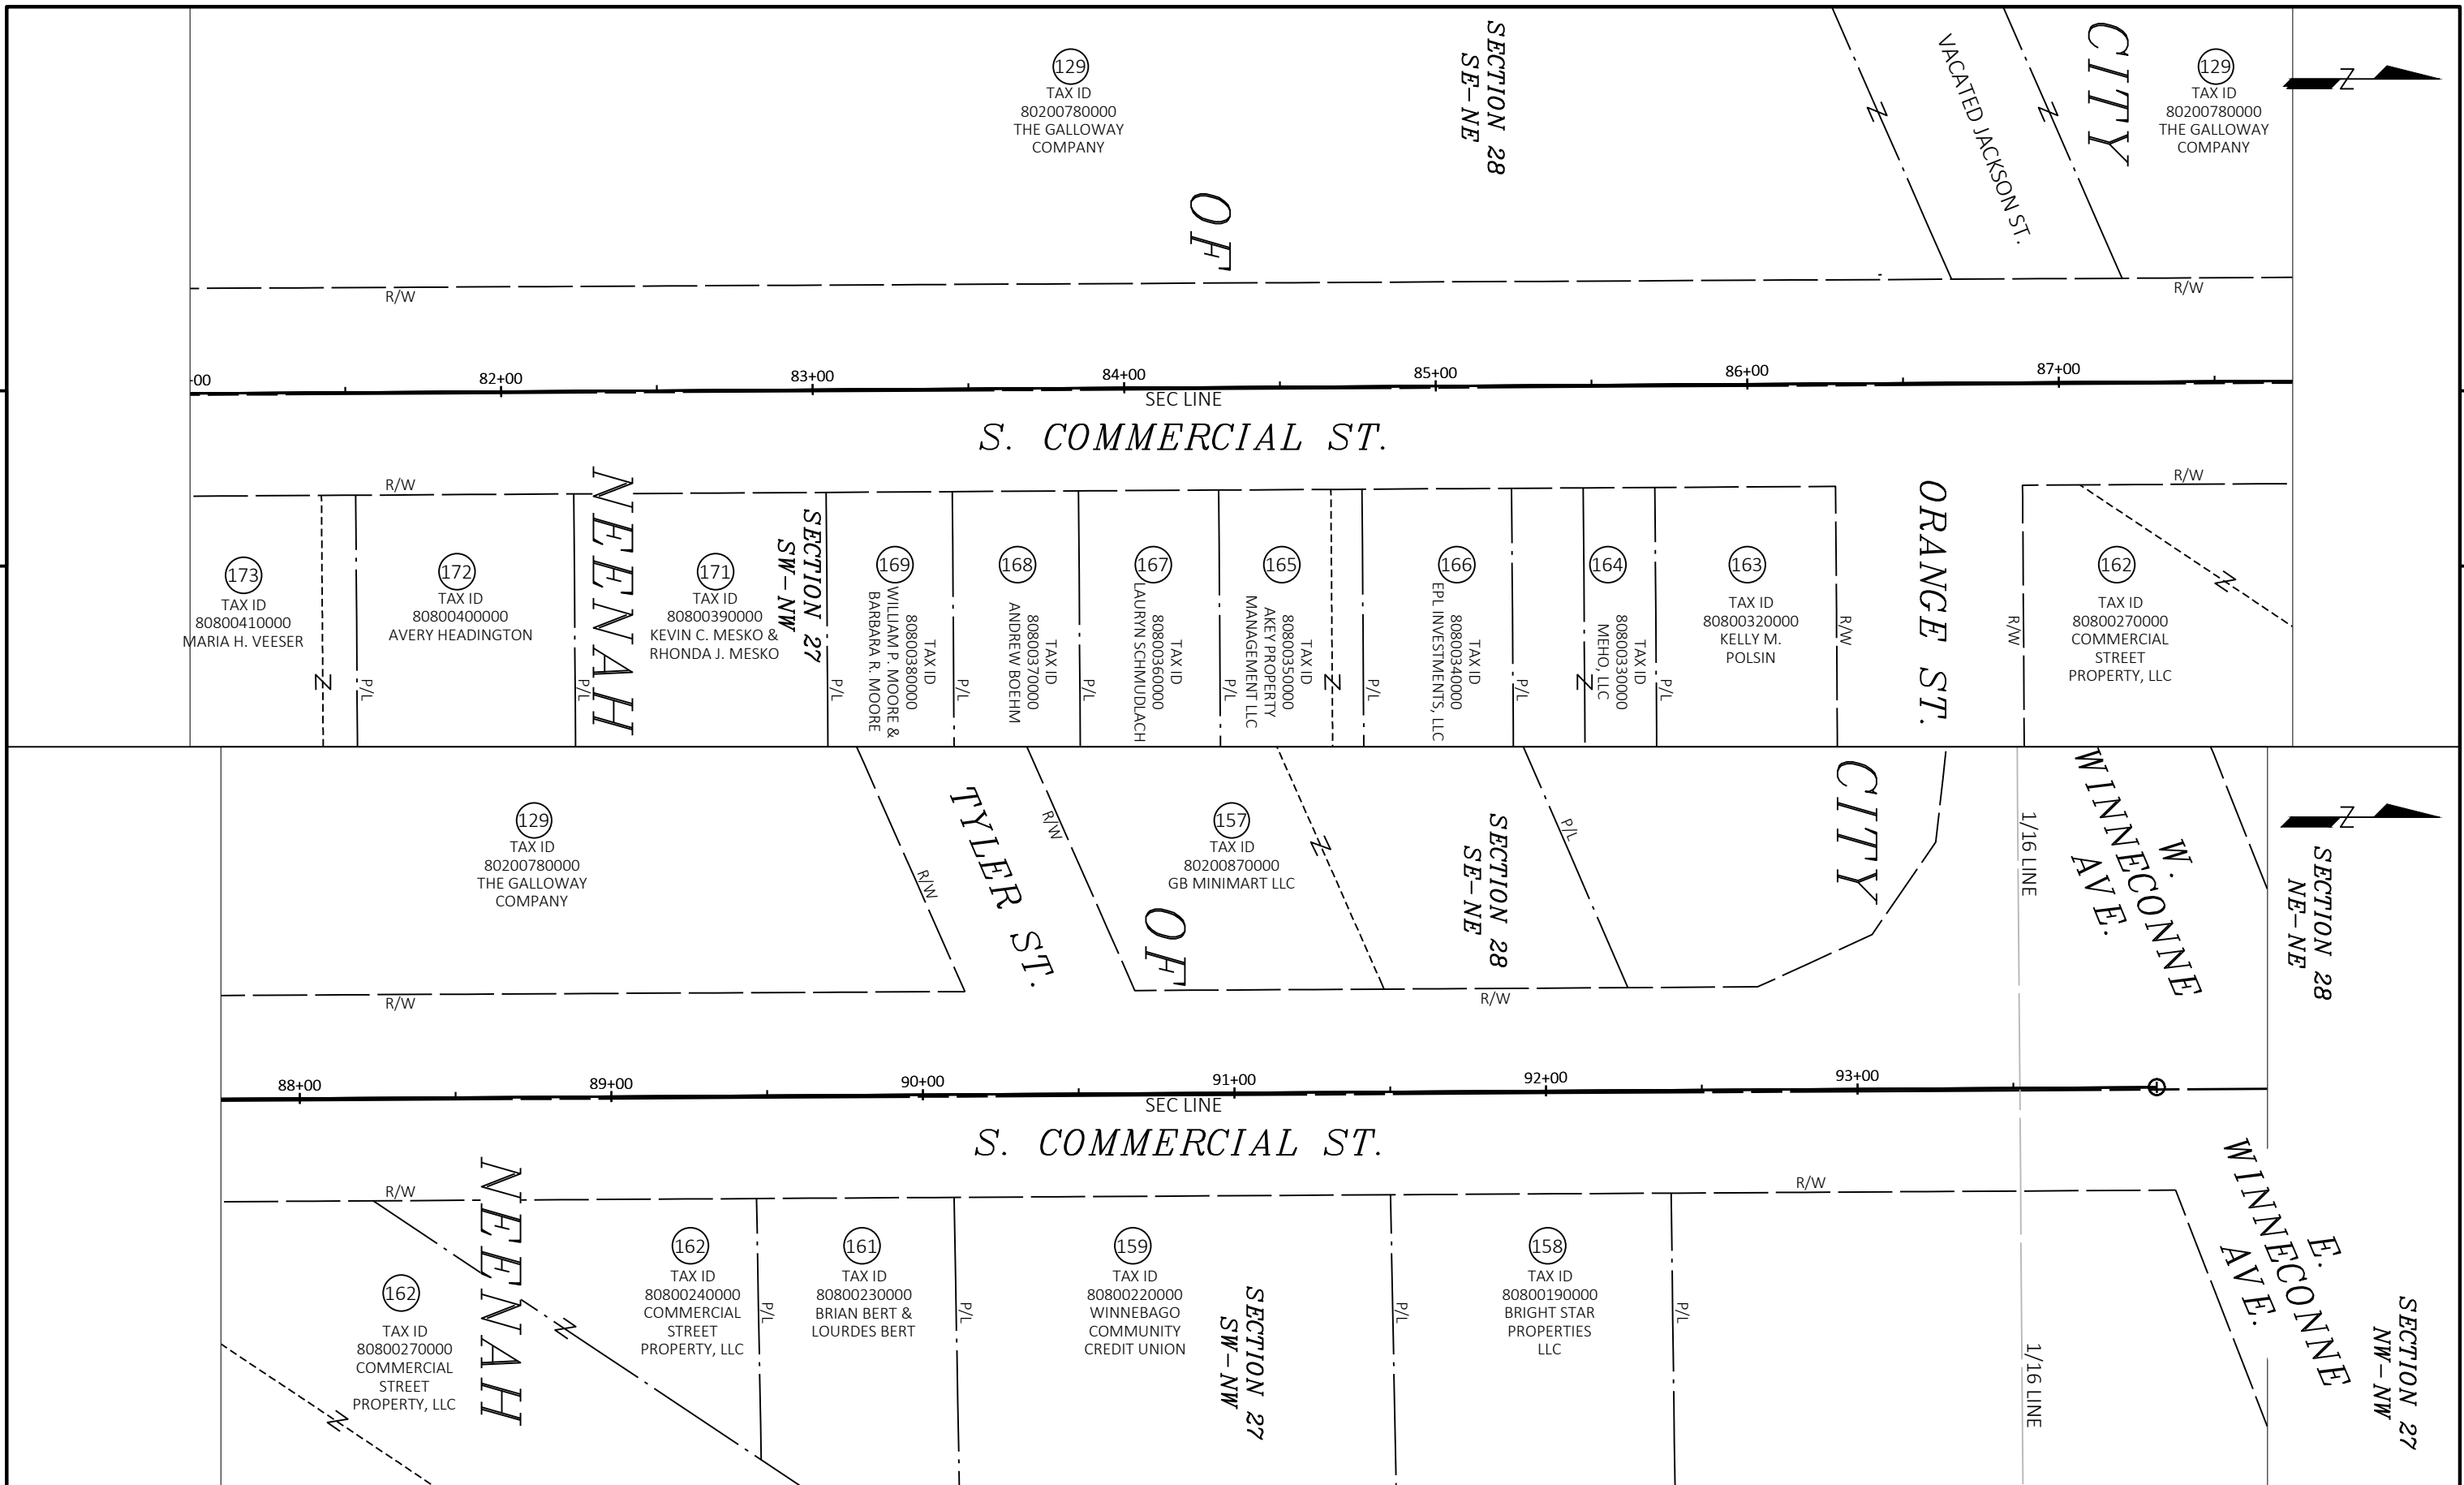 129
TAX ID
80200780000
THE GALLOWAY
COMPANY
SECTION 28
SE-NE
VACATED JACKSON ST.
CITY
129
TAX ID
80200780000
THE GALLOWAY
COMPANY
Z
OF
R/W
R/W
82+00
83+00
84+00
85+00
86+00
87+00
SEC LINE
S. COMMERCIAL ST.
R/W
R/W
NEENAH
ORANGE ST.
173
TAX ID
80800410000
MARIA H. VEESER
P/L
172
TAX ID
80800400000
AVERY HEADINGTON
P/L
171
TAX ID
80800390000
KEVIN C. MESKO &
RHONDA J. MESKO
SECTION 27
SW-NW
169
TAX ID
80800380000
WILLIAM P. MOORE &
BARBARA R. MOORE
P/L
168
TAX ID
80800370000
ANDREW BOEHM
P/L
167
TAX ID
80800360000
LAURYN SCHMUDLACH
P/L
165
TAX ID
80800350000
AKEY PROPERTY
MANAGEMENT LLC
P/L
166
TAX ID
80800340000
EPL INVESTMENTS, LLC
P/L
164
TAX ID
80800330000
MEHO, LLC
P/L
163
TAX ID
80800320000
KELLY M.
POLSIN
R/W
R/W
162
TAX ID
80800270000
COMMERCIAL
STREET
PROPERTY, LLC
129
TAX ID
80200780000
THE GALLOWAY
COMPANY
R/W
TYLER ST.
R/W
157
TAX ID
80200870000
GB MINIMART LLC
OF
SECTION 28
SE-NE
P/L
CITY
1/16 LINE
W.
WINNECONNE
AVE.
Z
SECTION 28
NE-NE
R/W
R/W
88+00
89+00
90+00
91+00
92+00
93+00
SEC LINE
S. COMMERCIAL ST.
R/W
R/W
NEENAH
162
TAX ID
80800270000
COMMERCIAL
STREET
PROPERTY, LLC
162
TAX ID
80800240000
COMMERCIAL
STREET
PROPERTY, LLC
P/L
161
TAX ID
80800230000
BRIAN BERT &
LOURDES BERT
P/L
159
TAX ID
80800220000
WINNEBAGO
COMMUNITY
CREDIT UNION
SECTION 27
SW-NW
P/L
158
TAX ID
80800190000
BRIGHT STAR
PROPERTIES
LLC
P/L
1/16 LINE
E.
WINNECONNE
AVE.
SECTION 27
NW-NW